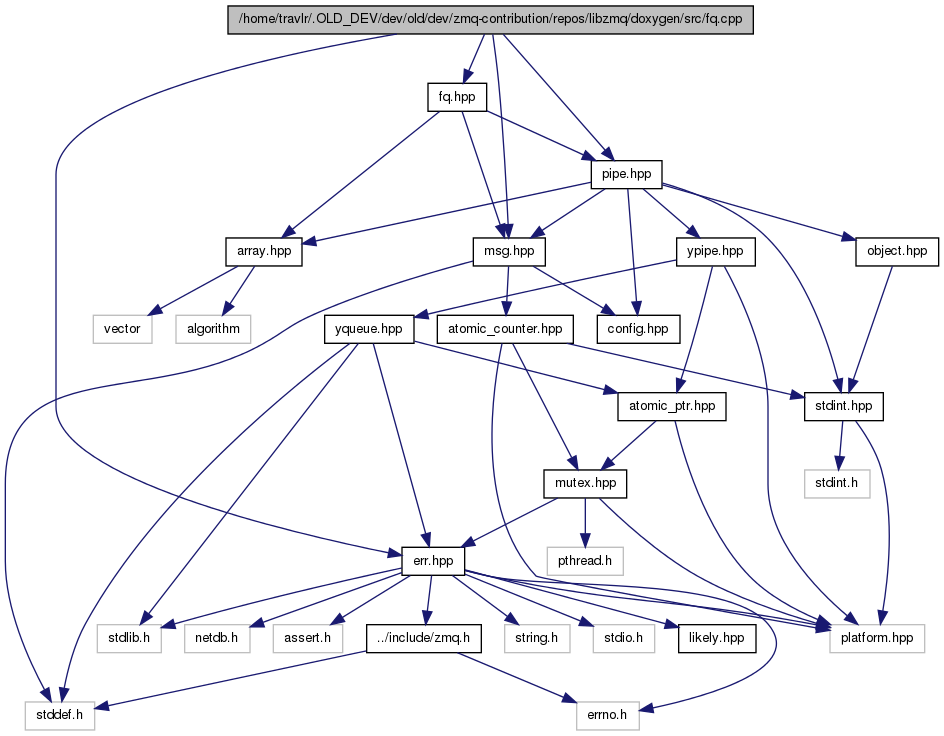 /home/travlr/.OLD_DEV/dev/old/dev/zmq-contribution/repos/libzmq/doxygen/src/fq.cpp
fq.hpp
pipe.hpp
array.hpp
msg.hpp
ypipe.hpp
object.hpp
vector
algorithm
yqueue.hpp
atomic_counter.hpp
config.hpp
atomic_ptr.hpp
stdint.hpp
mutex.hpp
stdint.h
err.hpp
pthread.h
stdlib.h
netdb.h
assert.h
../include/zmq.h
string.h
stdio.h
likely.hpp
platform.hpp
stddef.h
errno.h